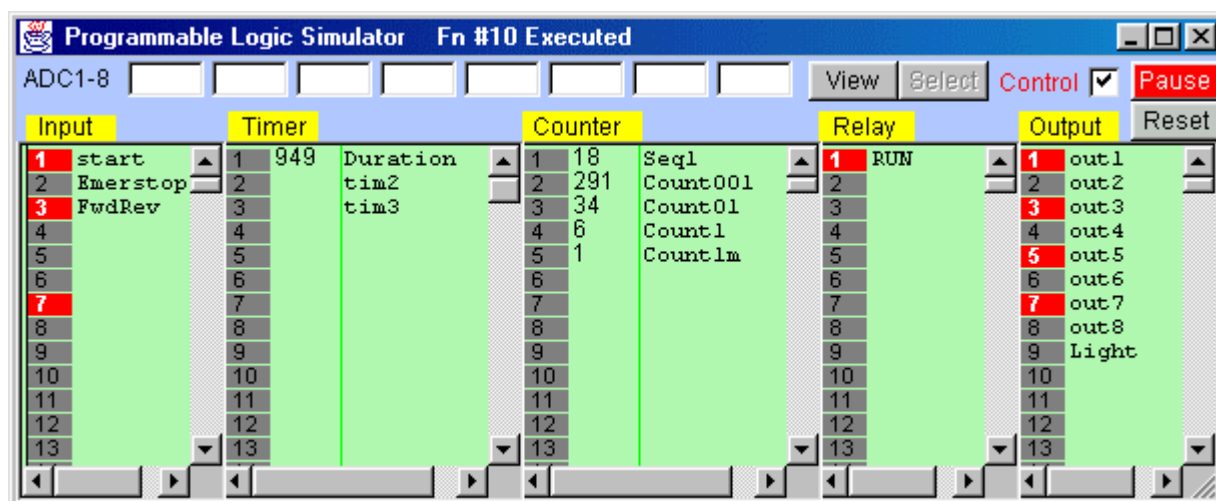 Programmable Logic Simulator Fn #10 Executed
ADC1-8 View Select Control Pause
Input Timer Counter Relay Output Reset
1 start 1 949 Duration 1 18 Seq1 1 RUN 1 out1
2 Emerstop 2 tim2 2 291 Count001 2 2 out2
3 FwdRev 3 tim3 3 34 Count01 3 3 out3
4 4 4 6 Count1 4 4 out4
5 5 5 1 Count1m 5 5 out5
6 6 6 6 6 out6
7 7 7 7 7 out7
8 8 8 8 8 out8
9 9 9 9 9 Light
10 10 10 10 10
11 11 11 11 11
12 12 12 12 12
13 13 13 13 13